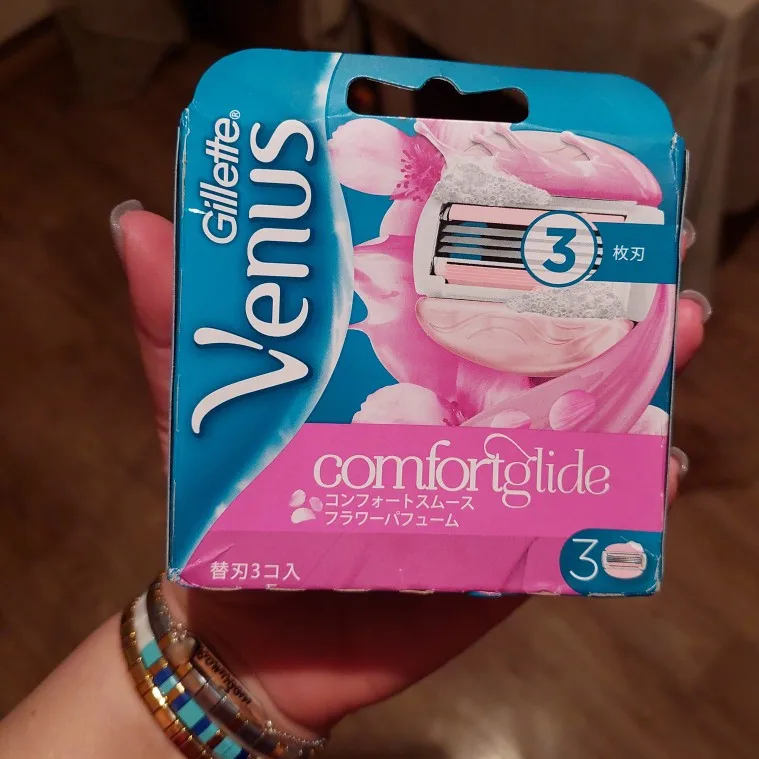 Gillette®
Venus
3
枚刃
comfortglide
コンフォートスムース
フラワーパフューム
替刃3コ入
3